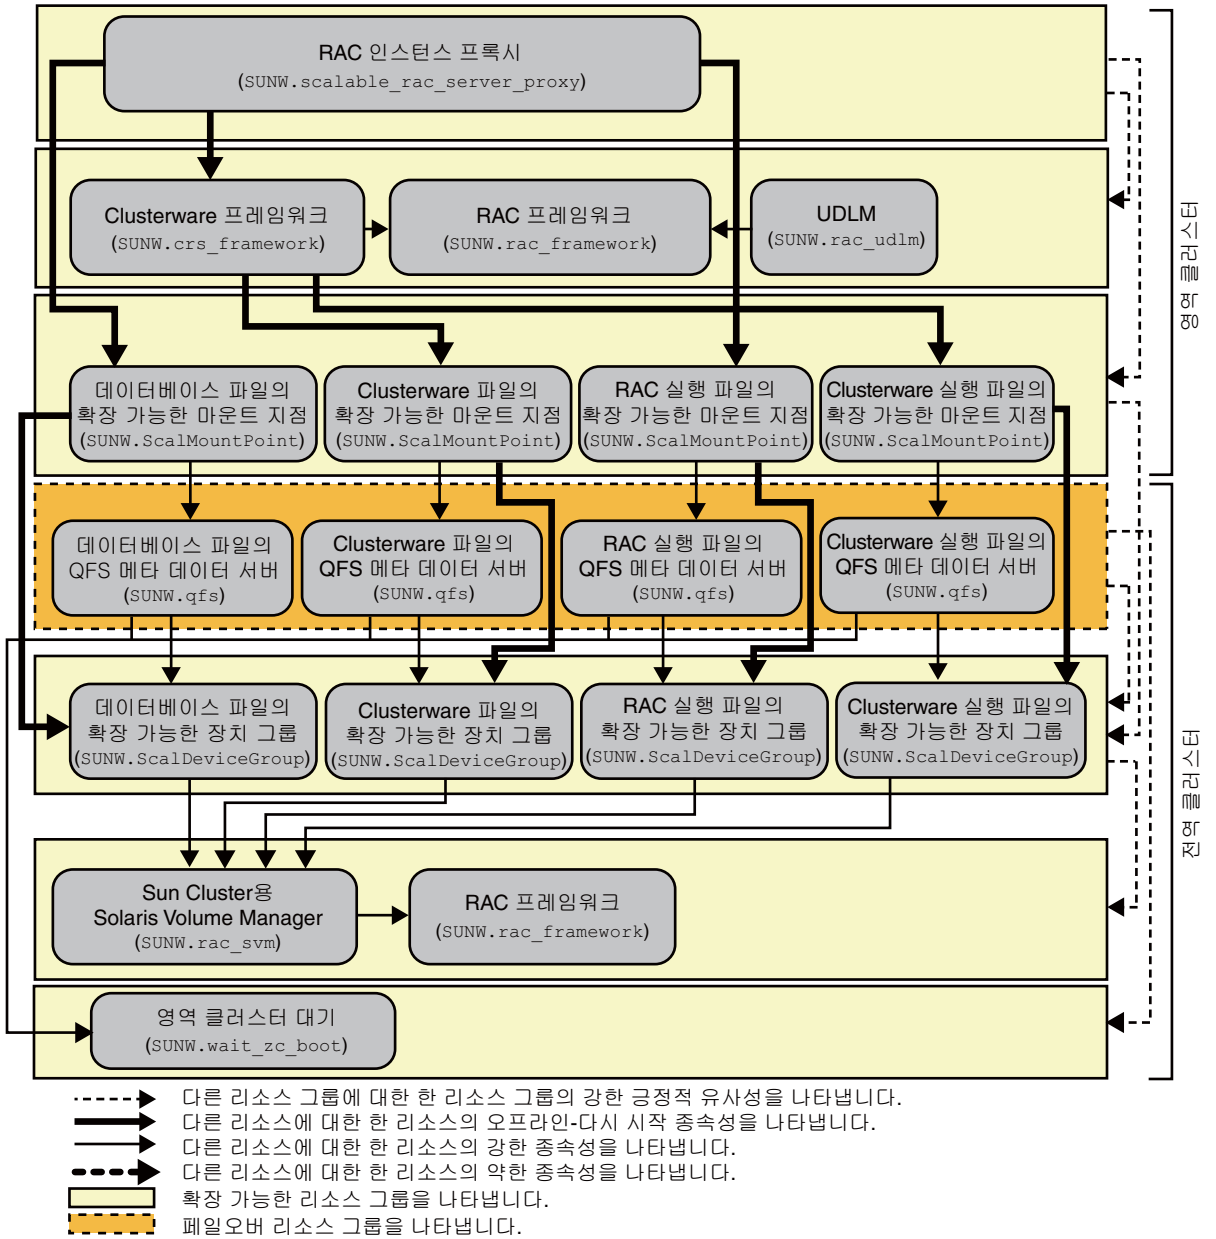 RAC 인스턴스 프록시
(SUNW.scalable_rac_server_proxy)
Clusterware 프레임워크
(SUNW.crs_framework)
RAC 프레임워크
(SUNW.rac_framework)
UDLM
(SUNW.rac_udlm)
영역 클러스터
데이터베이스 파일의
확장 가능한 마운트 지점
(SUNW.ScalMountPoint)
Clusterware 파일의
확장 가능한 마운트 지점
(SUNW.ScalMountPoint)
RAC 실행 파일의
확장 가능한 마운트 지점
(SUNW.ScalMountPoint)
Clusterware 실행 파일의
확장 가능한 마운트 지점
(SUNW.ScalMountPoint)
데이터베이스 파일의
QFS 메타 데이터 서버
(SUNW.qfs)
Clusterware 파일의
QFS 메타 데이터 서버
(SUNW.qfs)
RAC 실행 파일의
QFS 메타 데이터 서버
(SUNW.qfs)
Clusterware 실행 파일의
QFS 메타 데이터 서버
(SUNW.qfs)
데이터베이스 파일의
확장 가능한 장치 그룹
(SUNW.ScalDeviceGroup)
Clusterware 파일의
확장 가능한 장치 그룹
(SUNW.ScalDeviceGroup)
RAC 실행 파일의
확장 가능한 장치 그룹
(SUNW.ScalDeviceGroup)
Clusterware 실행 파일의
확장 가능한 장치 그룹
(SUNW.ScalDeviceGroup)
전역 클러스터
Sun Cluster용
Solaris Volume Manager
(SUNW.rac_svm)
RAC 프레임워크
(SUNW.rac_framework)
영역 클러스터 대기
(SUNW.wait_zc_boot)
다른 리소스 그룹에 대한 한 리소스 그룹의 강한 긍정적 유사성을 나타냅니다.
다른 리소스에 대한 한 리소스의 오프라인-다시 시작 종속성을 나타냅니다.
다른 리소스에 대한 한 리소스의 강한 종속성을 나타냅니다.
다른 리소스에 대한 한 리소스의 약한 종속성을 나타냅니다.
확장 가능한 리소스 그룹을 나타냅니다.
페일오버 리소스 그룹을 나타냅니다.